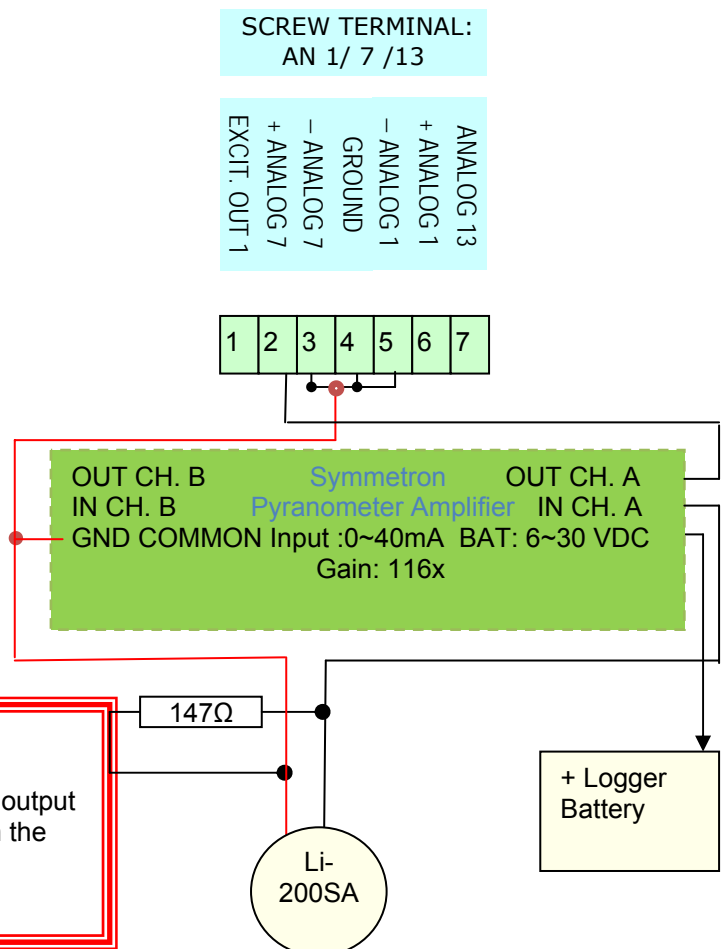 SCREW TERMINAL:
AN 1/ 7 /13
EXCIT. OUT 1
+ ANALOG 7
– ANALOG 7
GROUND
– ANALOG 1
+ ANALOG 1
ANALOG 13
1 2 3 4 5 6 7
OUT CH. B Symmetron OUT CH. A
IN CH. B Pyranometer Amplifier IN CH. A
GND COMMON Input :0~40mA BAT: 6~30 VDC
Gain: 116x
147Ω
output
the
+ Logger
Battery
Li-
200SA